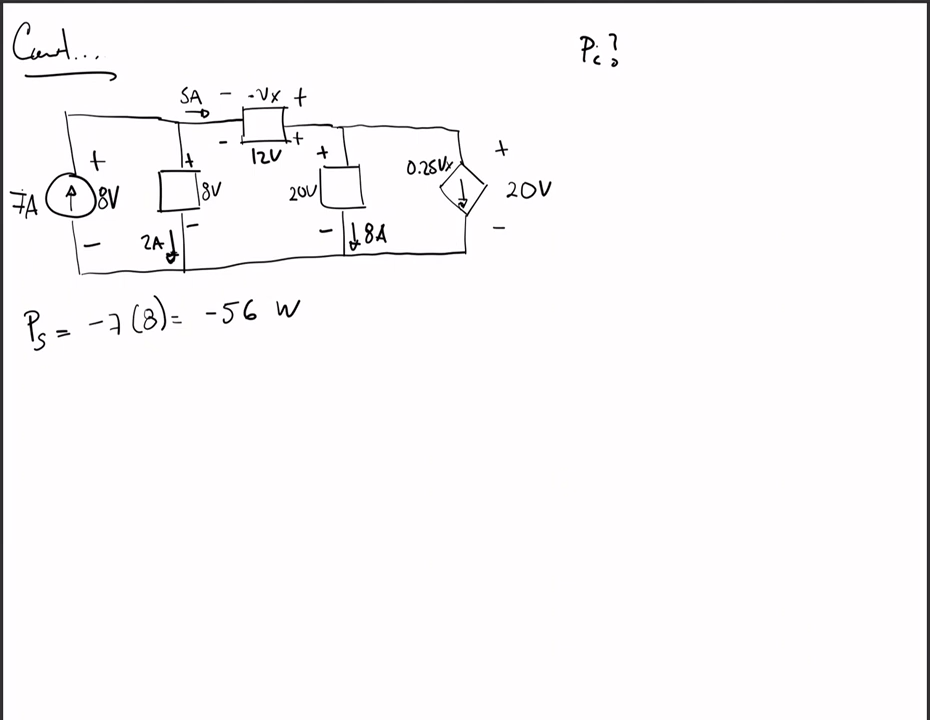 Cont...
Pc?
5A - -Vx +
- 12V +
7A + 8V -
+ 8V -
2A
+ 20V -
8A
0.25Vx
+ 20V -
Ps = -7(8)= -56 W